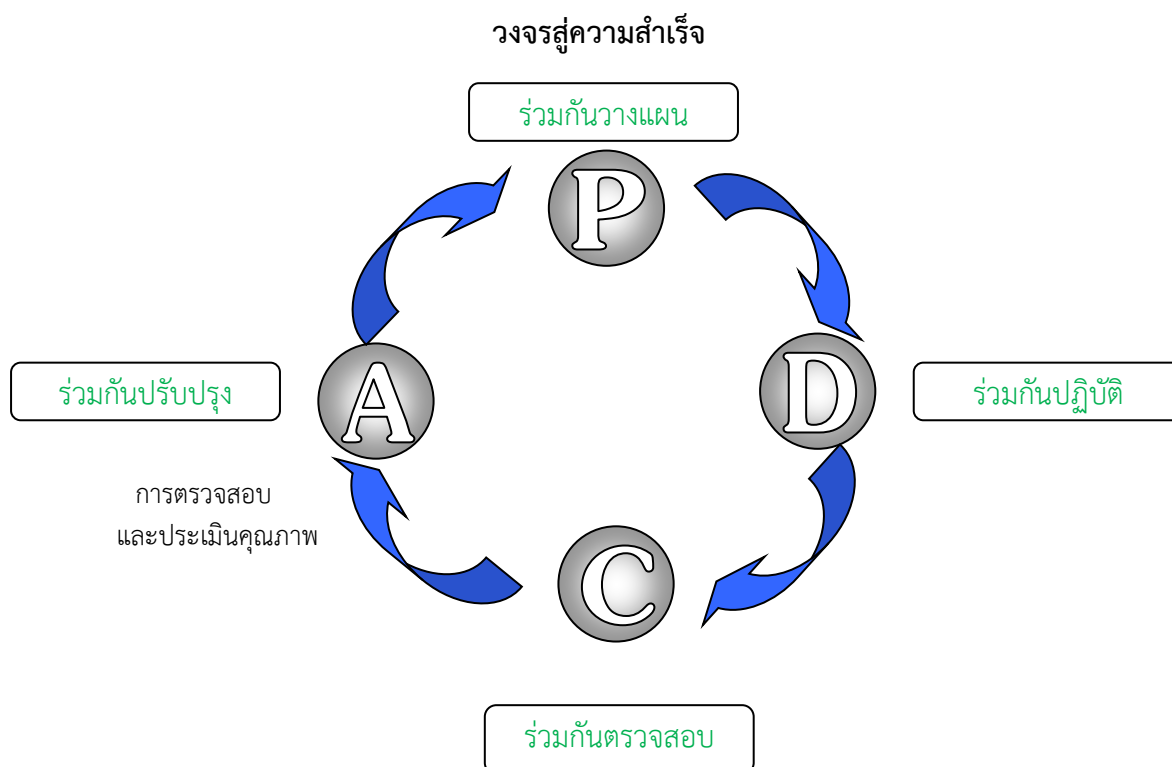 วงจรสู่ความสำเร็จ
ร่วมกันวางแผน
P
ร่วมกันปรับปรุง
A
D
ร่วมกันปฏิบัติ
การตรวจสอบ
และประเมินคุณภาพ
C
ร่วมกันตรวจสอบ